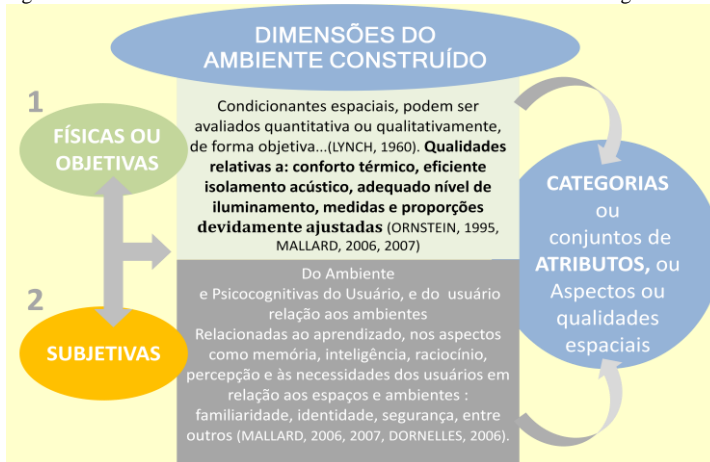 DIMENSÕES DO
AMBIENTE CONSTRUÍDO
1
FÍSICAS OU
OBJETIVAS
Condicionantes espaciais, podem ser
avaliados quantitativa ou qualitativamente,
de forma objetiva...(LYNCH, 1960). Qualidades
relativas a: conforto térmico, eficiente
isolamento acústico, adequado nível de
iluminamento, medidas e proporções
devidamente ajustadas (ORNSTEIN, 1995,
MALLARD, 2006, 2007)
CATEGORIAS
ou
conjuntos de
ATRIBUTOS, ou
Aspectos ou
qualidades
espaciais
2
SUBJETIVAS
Do Ambiente
e Psicocognitivas do Usuário, e do usuário
relação aos ambientes
Relacionadas ao aprendizado, nos aspectos
como memória, inteligência, raciocínio,
percepção e às necessidades dos usuários em
relação aos espaços e ambientes :
familiaridade, identidade, segurança, entre
outros (MALLARD, 2006, 2007, DORNELLES, 2006).